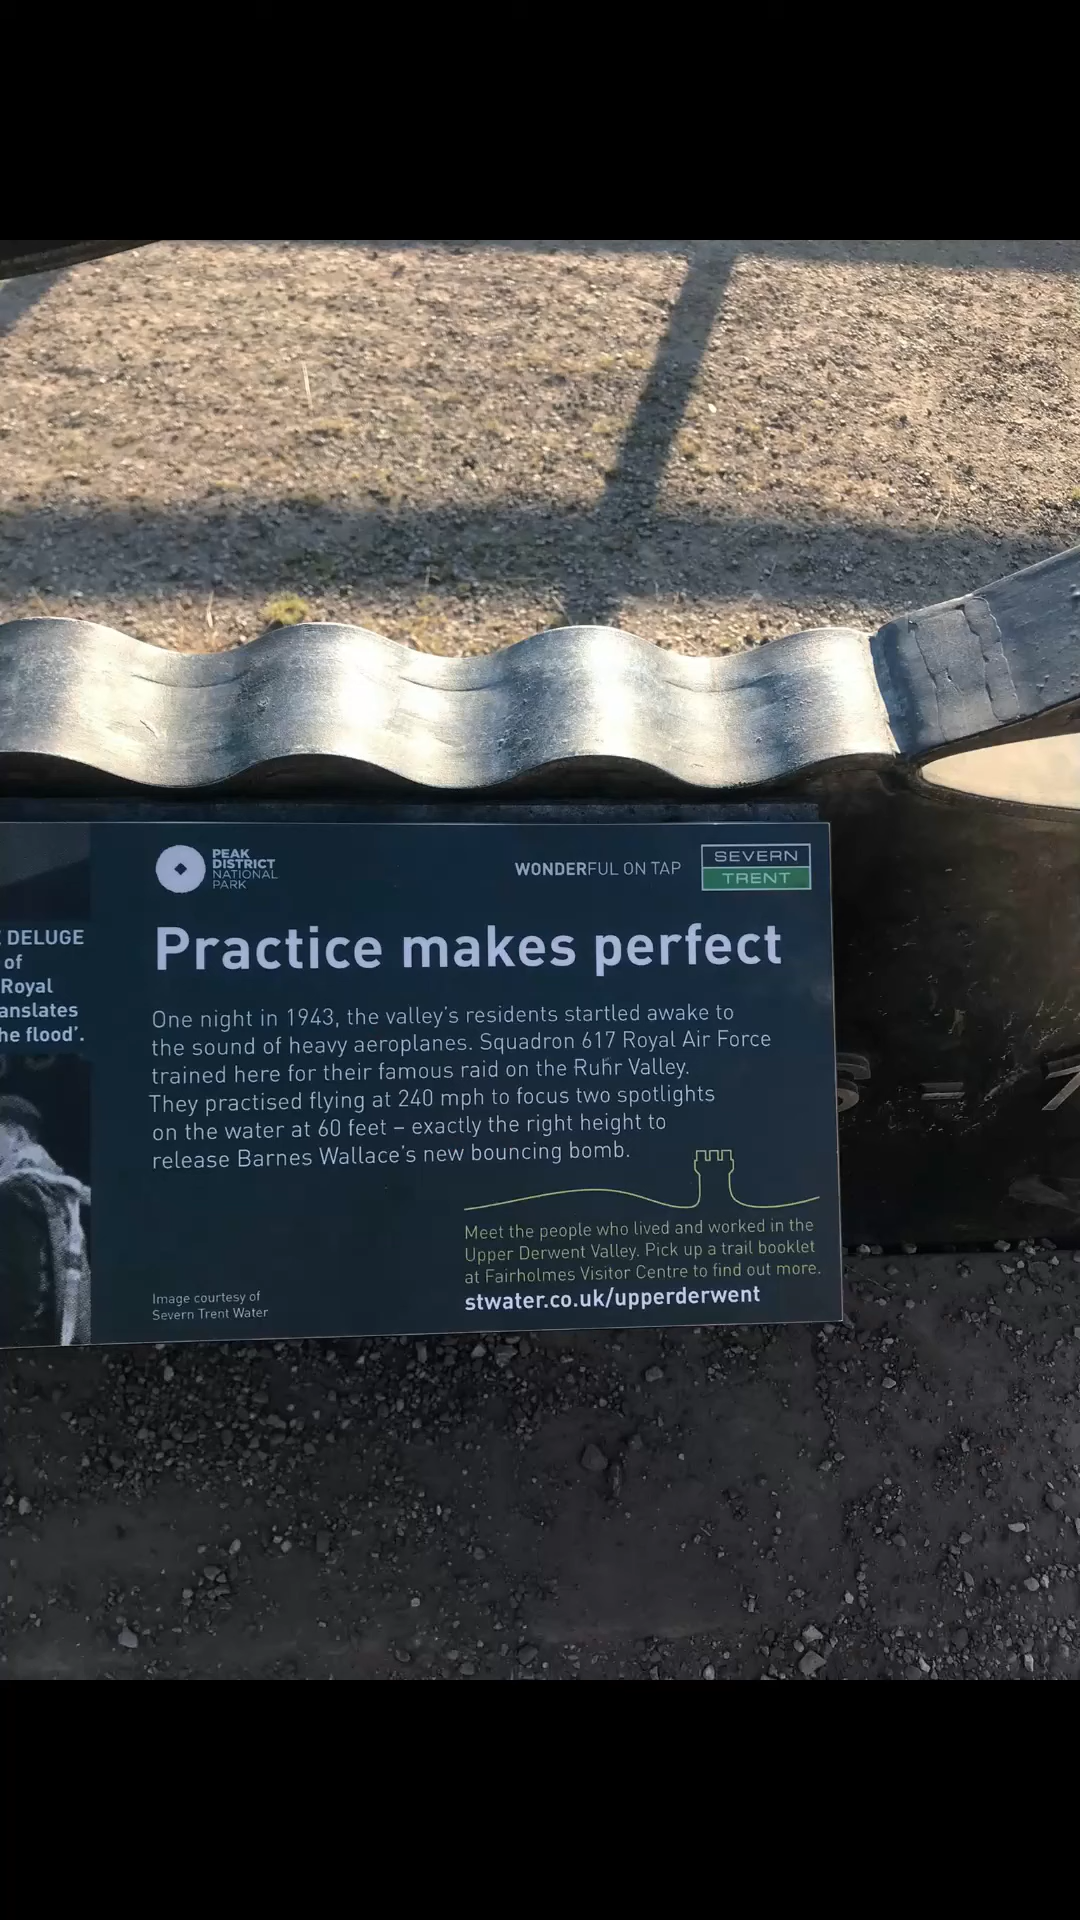 E DELUGE
of
Royal
anslates
he flood'.
PEAK
DISTRICT
NATIONAL
PARK
WONDERFUL ON TAP
SEVERN
TRENT
Practice makes perfect
One night in 1943, the valley's residents startled awake to
the sound of heavy aeroplanes. Squadron 617 Royal Air Force
trained here for their famous raid on the Ruhr Valley.
They practised flying at 240 mph to focus two spotlights
on the water at 60 feet – exactly the right height to
release Barnes Wallace's new bouncing bomb.
Meet the people who lived and worked in the
Upper Derwent Valley. Pick up a trail booklet
at Fairholmes Visitor Centre to find out more.
stwater.co.uk/upperderwent
Image courtesy of
Severn Trent Water